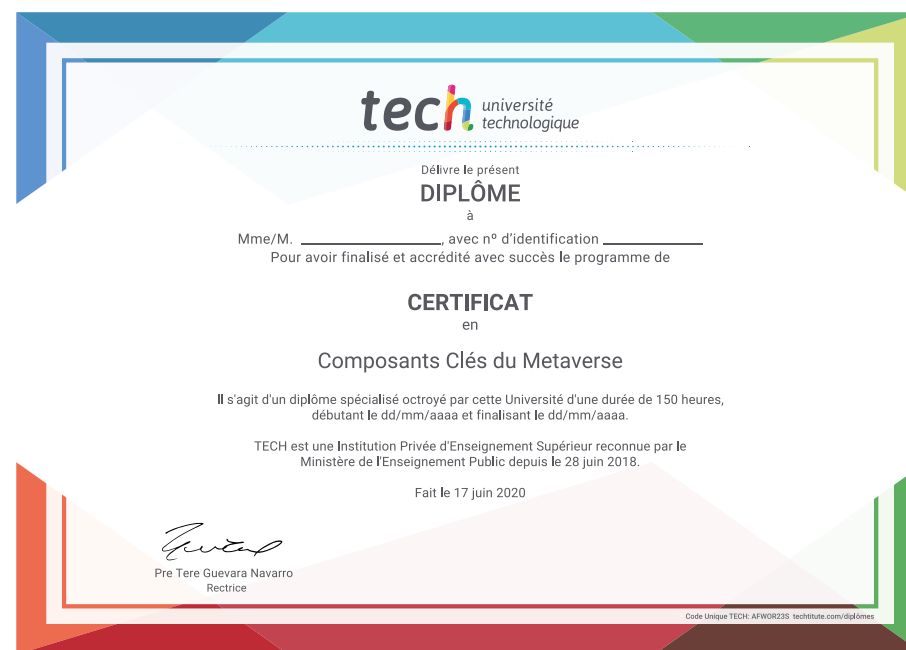 tech université
technologique
Délivre le présent
DIPLÔME
à
Mme/M. ____________________, avec nº d'identification ______________
Pour avoir finalisé et accrédité avec succès le programme de
CERTIFICAT
en
Composants Clés du Metaverse
Il s'agit d'un diplôme spécialisé octroyé par cette Université d'une durée de 150 heures,
débutant le dd/mm/aaaa et finalisant le dd/mm/aaaa.
TECH est une Institution Privée d'Enseignement Supérieur reconnue par le
Ministère de l'Enseignement Public depuis le 28 juin 2018.
Fait le 17 juin 2020
Pre Tere Guevara Navarro
Rectrice
Code Unique TECH: AFWOR23S techtitute.com/diplômes